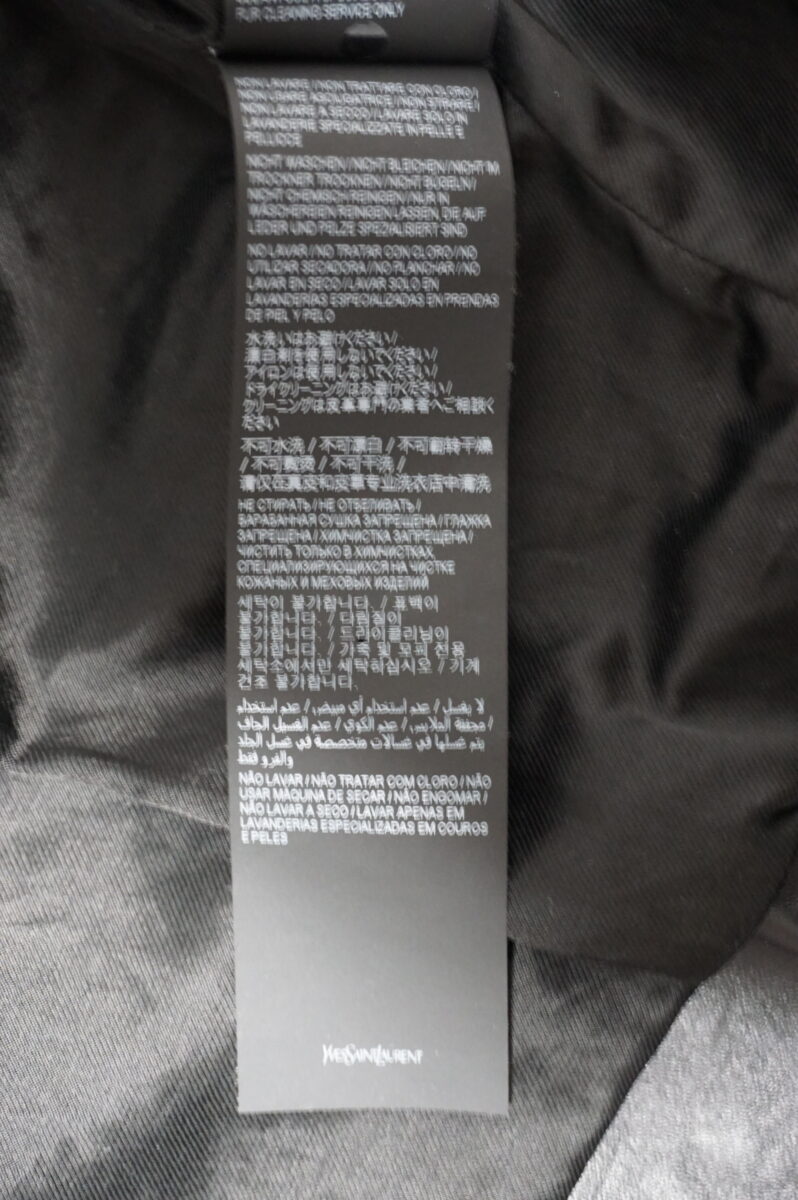 FUR CLEANING SERVICE ONLY
NON LAVARE / NON TRATTARE CON CLORO /
NON USARE ASCIUGATRICE / NON STIRARE /
NON LAVARE A SECCO / LAVARE SOLO IN
LAVANDERIE SPECIALIZZATE IN PELLE E
PELLICCE
NICHT WASCHEN / NICHT BLEICHEN / NICHT IM
TROCKNER TROCKNEN / NICHT BÜGELN /
NICHT CHEMISCH REINIGEN / NUR IN
WÄSCHEREIEN REINIGEN LASSEN, DIE AUF
LEDER UND PELZE SPEZIALISIERT SIND
NO LAVAR / NO TRATAR CON CLORO / NO
UTILIZAR SECADORA / NO PLANCHAR / NO
LAVAR EN SECO / LAVAR SOLO EN
LAVANDERIAS ESPECIALIZADAS EN PRENDAS
DE PIEL Y PELO
水洗いはお避けください /
漂白剤を使用しないでください /
アイロンは使用しないでください /
ドライクリーニングはお避けください /
クリーニングは皮革専門の業者へご相談く
ださい
不可水洗 / 不可漂白 / 不可翻转干燥
/ 不可熨烫 / 不可干洗 /
请仅在真皮和皮草专业洗衣店中清洗
НЕ СТИРАТЬ / НЕ ОТБЕЛИВАТЬ /
БАРАБАННАЯ СУШКА ЗАПРЕЩЕНА / ГЛАЖКА
ЗАПРЕЩЕНА / ХИМЧИСТКА ЗАПРЕЩЕНА /
ЧИСТИТЬ ТОЛЬКО В ХИМЧИСТКАХ,
СПЕЦИАЛИЗИРУЮЩИХСЯ НА ЧИСТКЕ
КОЖАНЫХ И МЕХОВЫХ ИЗДЕЛИЙ
세탁이 불가합니다. / 표백이
불가합니다. / 다림질이
불가합니다. / 드라이클리닝이
불가합니다. / 가죽 및 모피 전용
세탁소에서만 세탁하십시오 / 기계
건조 불가합니다.
لا يغسل / عدم استخدام أي مبيض / عدم استخدام
مجففة الملابس / عدم الكوي / عدم الغسيل الجاف /
يتم غسلها في غسالات متخصصة في غسل الجلد
والفرو فقط
NÃO LAVAR / NÃO TRATAR COM CLORO / NÃO
USAR MÁQUINA DE SECAR / NÃO ENGOMAR /
NÃO LAVAR A SECO / LAVAR APENAS EM
LAVANDERIAS ESPECIALIZADAS EM COUROS
E PELES
YVESSAINTLAURENT